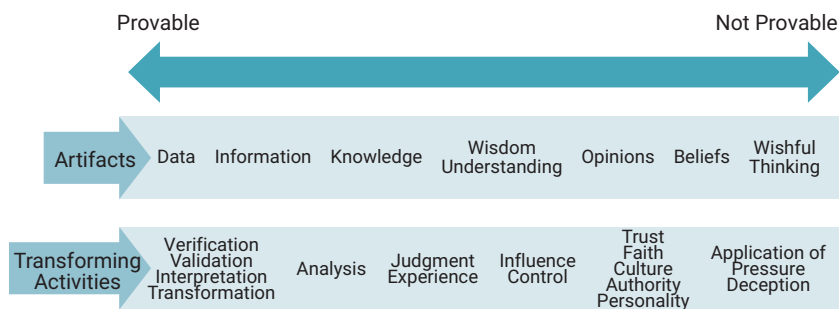 Provable
Not Provable
Artifacts
Data
Information
Knowledge
Wisdom
Understanding
Opinions
Beliefs
Wishful
Thinking
Transforming
Activities
Verification
Validation
Interpretation
Transformation
Analysis
Judgment
Experience
Influence
Control
Trust
Faith
Culture
Authority
Personality
Application of
Pressure
Deception